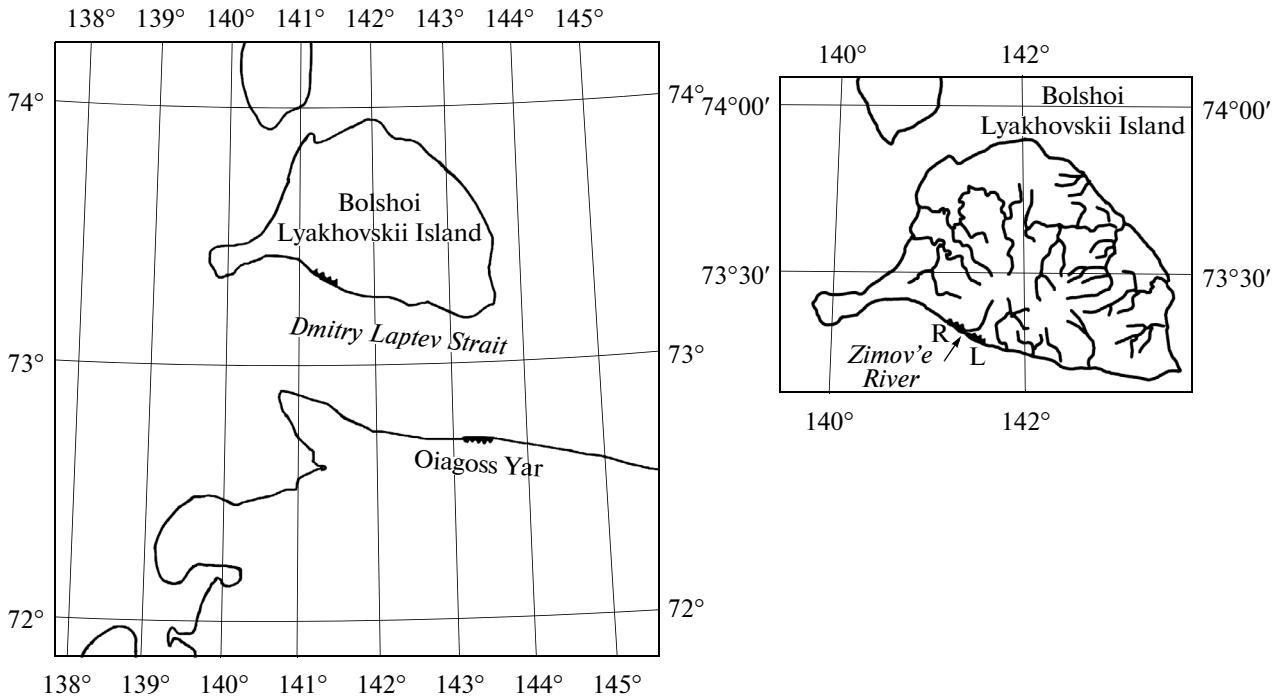 138° 139° 140° 141° 142° 143° 144° 145°
74°
74°
Bolshoi
Lyakhovskii Island
Dmitry Laptev Strait
73°
73°
Oiagoss Yar
72°
72°
138° 139° 140° 141° 142° 143° 144° 145°
140° 142°
Bolshoi
Lyakhovskii Island
74°00′
74°00′
73°30′
73°30′
R
L
Zimov’e
River
140° 142°